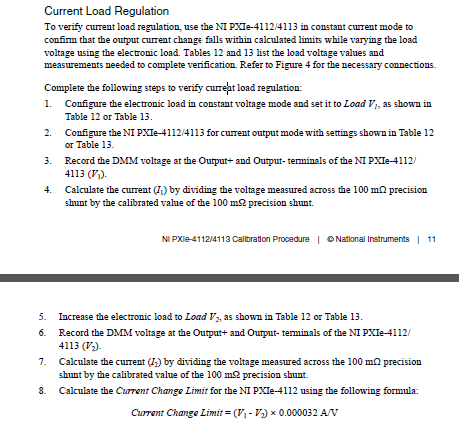 Current Load Regulation
To verify current load regulation, use the NI PXIe-4112/4113 in constant current mode to
confirm that the output current change falls within calculated limits while varying the load
voltage using the electronic load. Tables 12 and 13 list the load voltage values and
measurements needed to complete verification. Refer to Figure 4 for the necessary connections.
Complete the following steps to verify current load regulation:
1. Configure the electronic load in constant voltage mode and set it to Load V1, as shown in
Table 12 or Table 13.
2. Configure the NI PXIe-4112/4113 for current output mode with settings shown in Table 12
or Table 13.
3. Record the DMM voltage at the Output+ and Output- terminals of the NI PXIe-4112/
4113 (V1).
4. Calculate the current (I1) by dividing the voltage measured across the 100 mΩ precision
shunt by the calibrated value of the 100 mΩ precision shunt.
NI PXIe-4112/4113 Calibration Procedure | © National Instruments | 11
5. Increase the electronic load to Load V2, as shown in Table 12 or Table 13.
6. Record the DMM voltage at the Output+ and Output- terminals of the NI PXIe-4112/
4113 (V2).
7. Calculate the current (I2) by dividing the voltage measured across the 100 mΩ precision
shunt by the calibrated value of the 100 mΩ precision shunt.
8. Calculate the Current Change Limit for the NI PXIe-4112 using the following formula:
Current Change Limit = (V1 - V2) × 0.000032 A/V